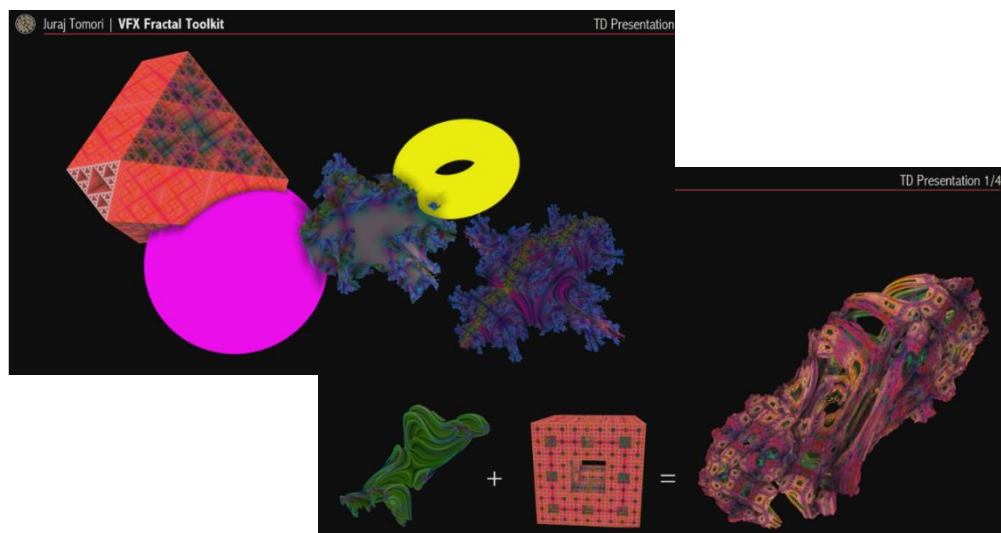 Juraj Tomori | VFX Fractal Toolkit
TD Presentation
TD Presentation 1/4
+ =